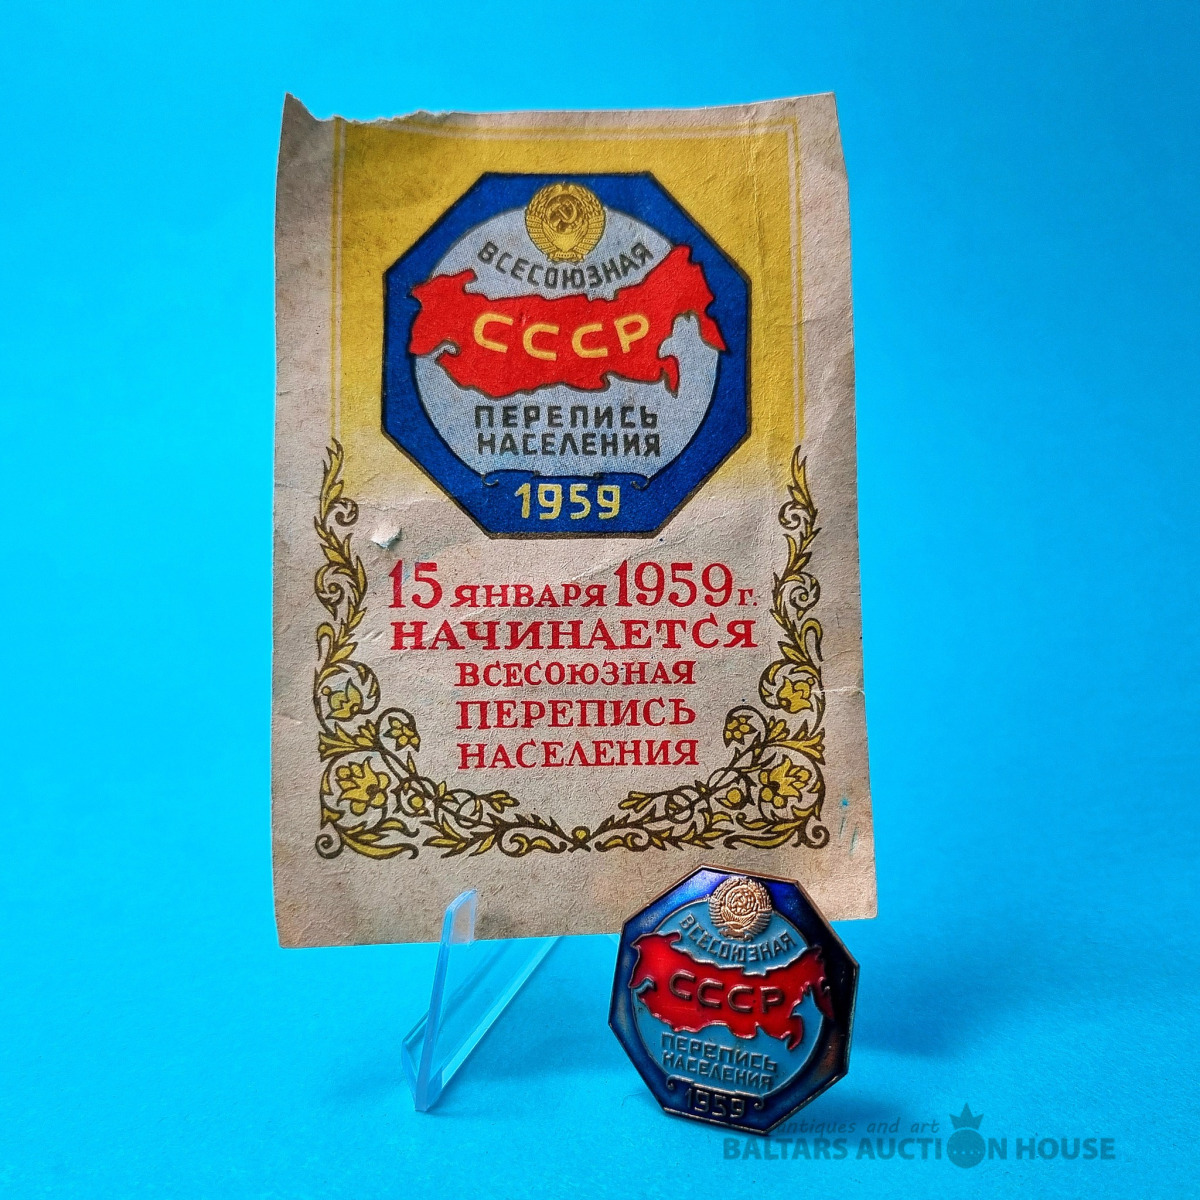 ВСЕСОЮЗНАЯ
СССР
ПЕРЕПИСЬ
НАСЕЛЕНИЯ
1959
15 ЯНВАРЯ 1959 г.
НАЧИНАЕТСЯ
ВСЕСОЮЗНАЯ
ПЕРЕПИСЬ
НАСЕЛЕНИЯ
ВСЕСОЮЗНАЯ
СССР
ПЕРЕПИСЬ
НАСЕЛЕНИЯ
1959
antiques and art
BALTARS AUCTION HOUSE